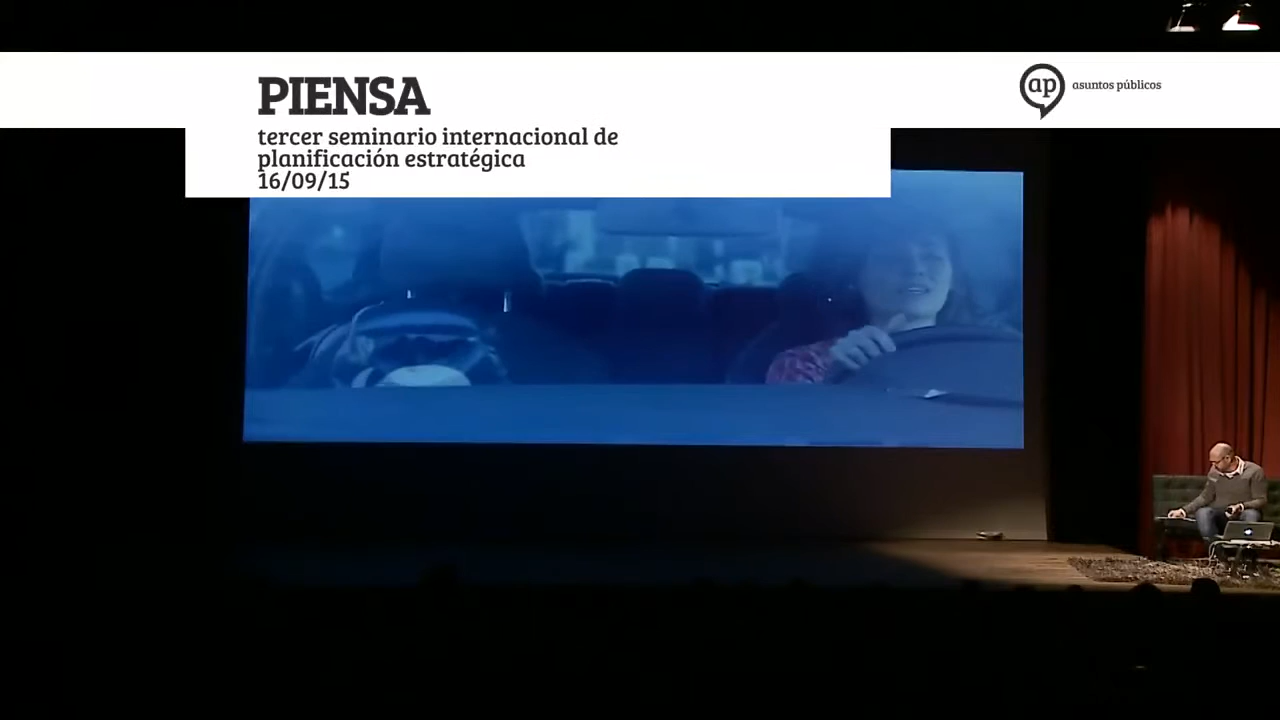 PIENSA
tercer seminario internacional de
planificación estratégica
16/09/15
ap asuntos públicos